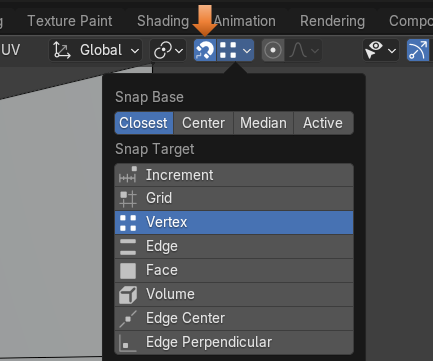 Texture Paint Shading Animation Rendering
UV Global
Snap Base
Closest Center Median Active
Snap Target
Increment
Grid
Vertex
Edge
Face
Volume
Edge Center
Edge Perpendicular